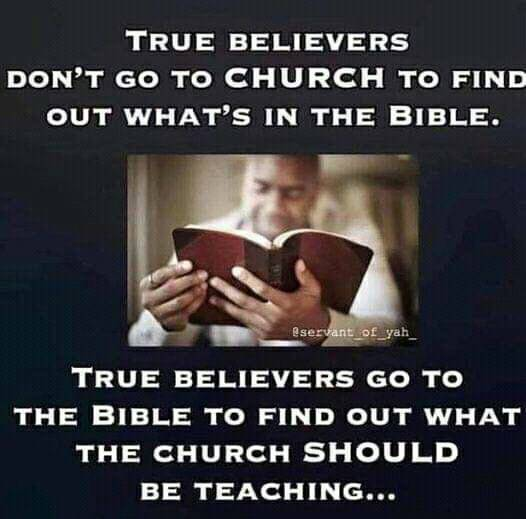 TRUE BELIEVERS
DON'T GO TO CHURCH TO FIND
OUT WHAT'S IN THE BIBLE.
@servant_of_yah_
TRUE BELIEVERS GO TO
THE BIBLE TO FIND OUT WHAT
THE CHURCH SHOULD
BE TEACHING...